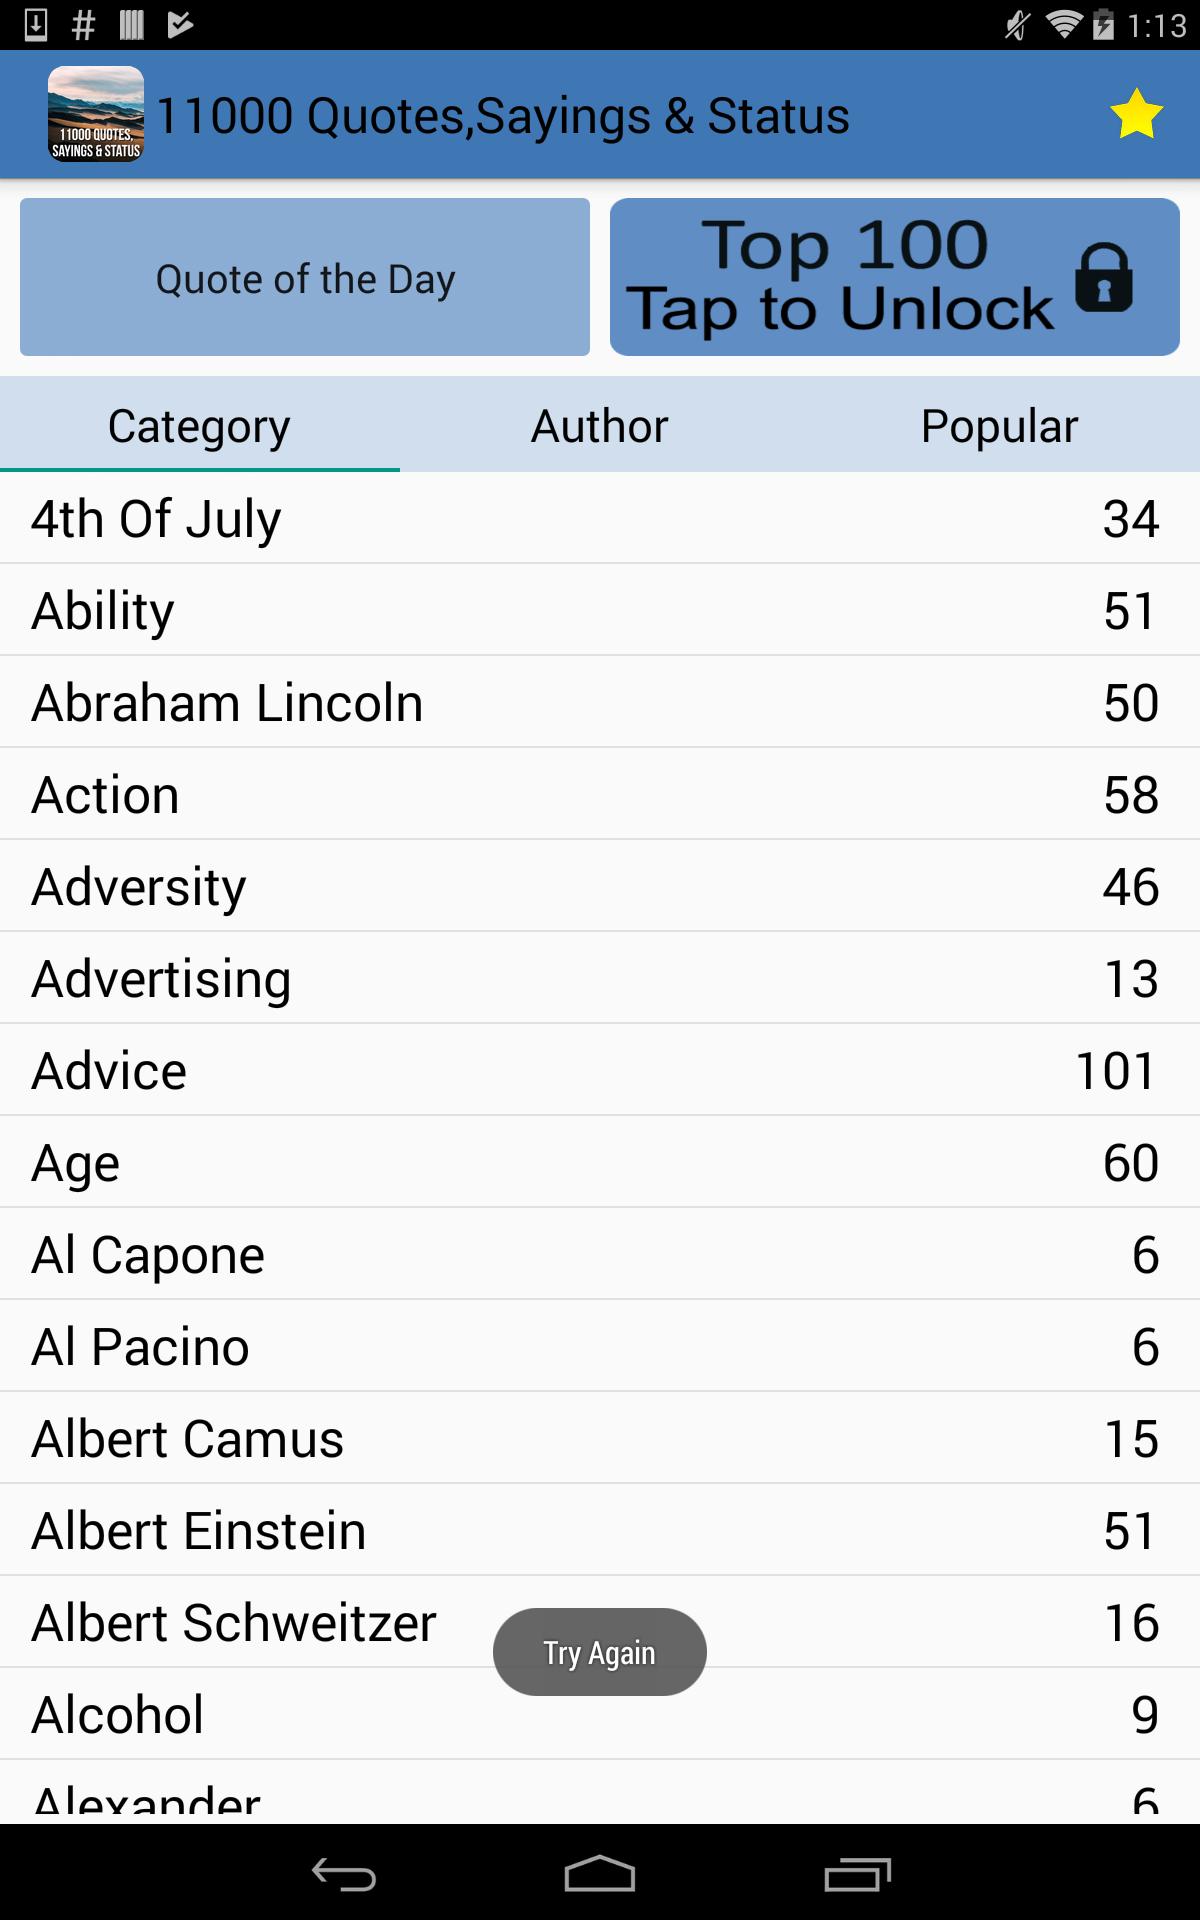 1:13
11000 QUOTES,
SAYINGS & STATUS
11000 Quotes,Sayings & Status
Quote of the Day
Top 100
Tap to Unlock
Category Author Popular
4th Of July 34
Ability 51
Abraham Lincoln 50
Action 58
Adversity 46
Advertising 13
Advice 101
Age 60
Al Capone 6
Al Pacino 6
Albert Camus 15
Albert Einstein 51
Albert Schweitzer 16
Try Again
Alcohol 9
Alexander 6